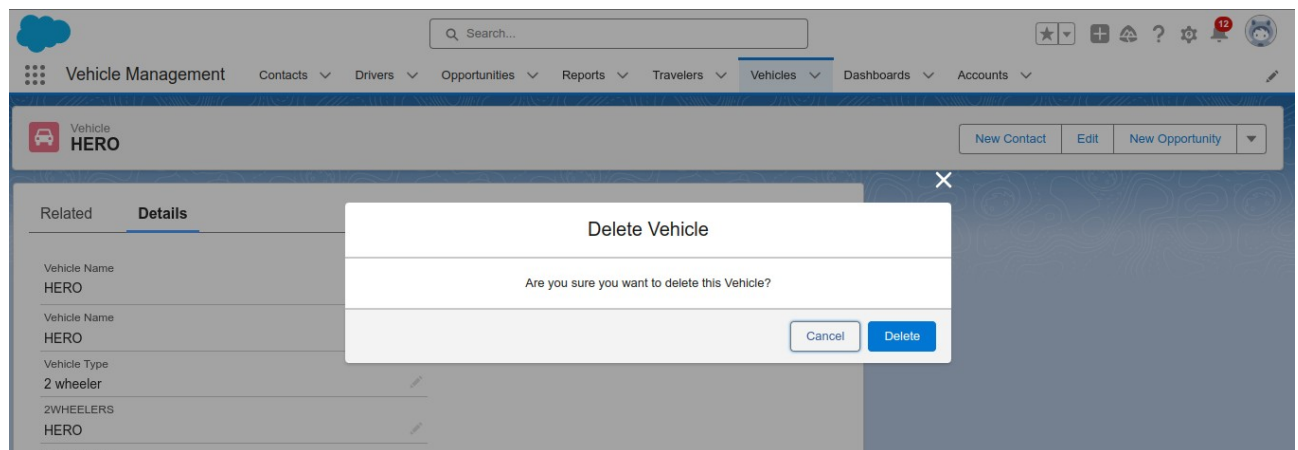 Search...
12
Vehicle Management Contacts Drivers Opportunities Reports Travelers Vehicles Dashboards Accounts
Vehicle
HERO
New Contact Edit New Opportunity
Related Details
Delete Vehicle
Vehicle Name
HERO
Are you sure you want to delete this Vehicle?
Vehicle Name
HERO
Cancel Delete
Vehicle Type
2 wheeler
2WHEELERS
HERO